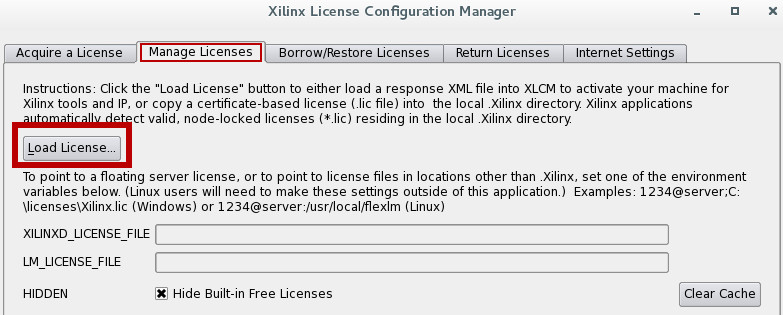 Xilinx License Configuration Manager
Acquire a License
Manage Licenses
Borrow/Restore Licenses
Return Licenses
Internet Settings
Instructions: Click the "Load License" button to either load a response XML file into XLCM to activate your machine for
Xilinx tools and IP, or copy a certificate-based license (.lic file) into  the local .Xilinx directory. Xilinx applications
automatically detect valid, node-locked licenses (*.lic) residing in the local .Xilinx directory.
Load License...
To point to a floating server license, or to point to license files in locations other than .Xilinx, set one of the environment
variables below. (Linux users will need to make these settings outside of this application.)  Examples: 1234@server;C:
\licenses\Xilinx.lic (Windows) or 1234@server:/usr/local/flexlm (Linux)
XILINXD_LICENSE_FILE
LM_LICENSE_FILE
HIDDEN
Hide Built-in Free Licenses
Clear Cache